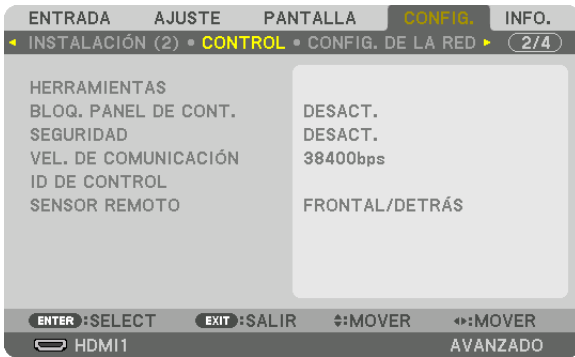 ENTRADA AJUSTE PANTALLA CONFIG. INFO.
INSTALACIÓN (2) • CONTROL • CONFIG. DE LA RED 2/4
HERRAMIENTAS
BLOQ. PANEL DE CONT. DESACT.
SEGURIDAD DESACT.
VEL. DE COMUNICACIÓN 38400bps
ID DE CONTROL
SENSOR REMOTO FRONTAL/DETRÁS
ENTER :SELECT EXIT :SALIR :MOVER :MOVER
HDMI1 AVANZADO